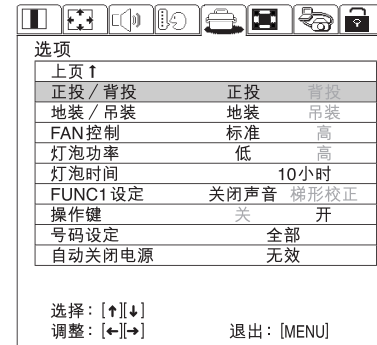 选项
上页↑
正投／背投 正投 背投
地装／吊装 地装 吊装
FAN控制 标准 高
灯泡功率 低 高
灯泡时间 10小时
FUNC1设定 关闭声音 梯形校正
操作键 关 开
号码设定 全部
自动关闭电源 无效
选择：[↑][↓]
调整：[←][→] 退出：[MENU]